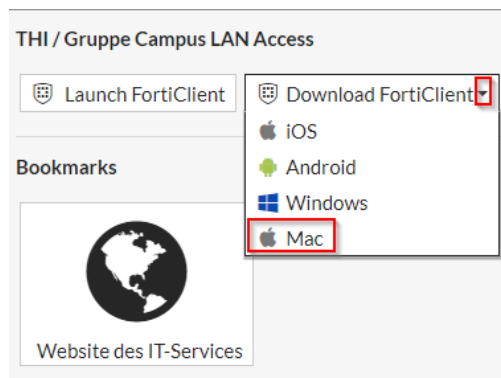 THI / Gruppe Campus LAN Access
Launch FortiClient
Download FortiClient
iOS
Android
Windows
Mac
Bookmarks
Website des IT-Services